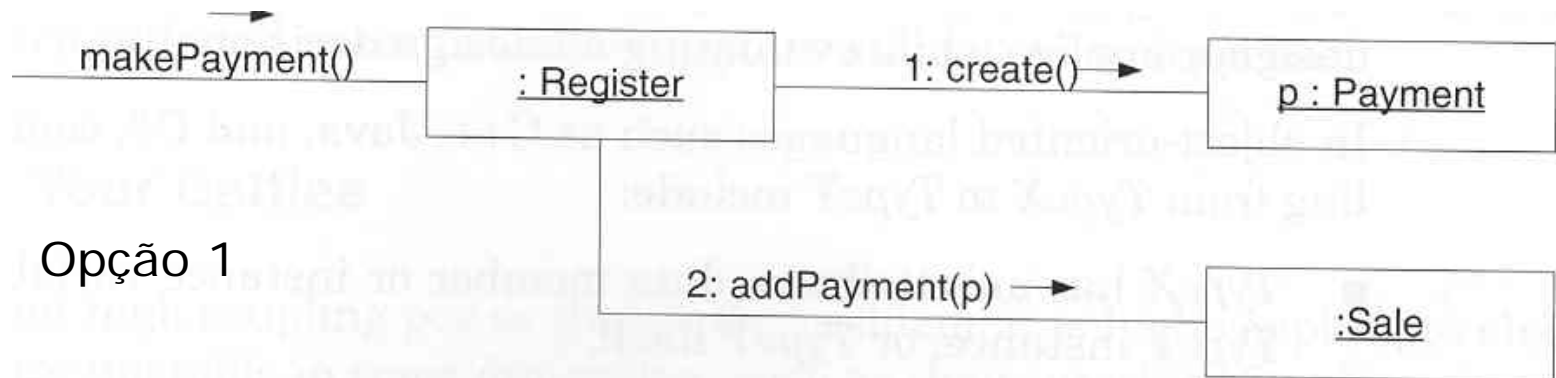 makePayment()
: Register
1: create()
p : Payment
Opção 1
2: addPayment(p)
:Sale